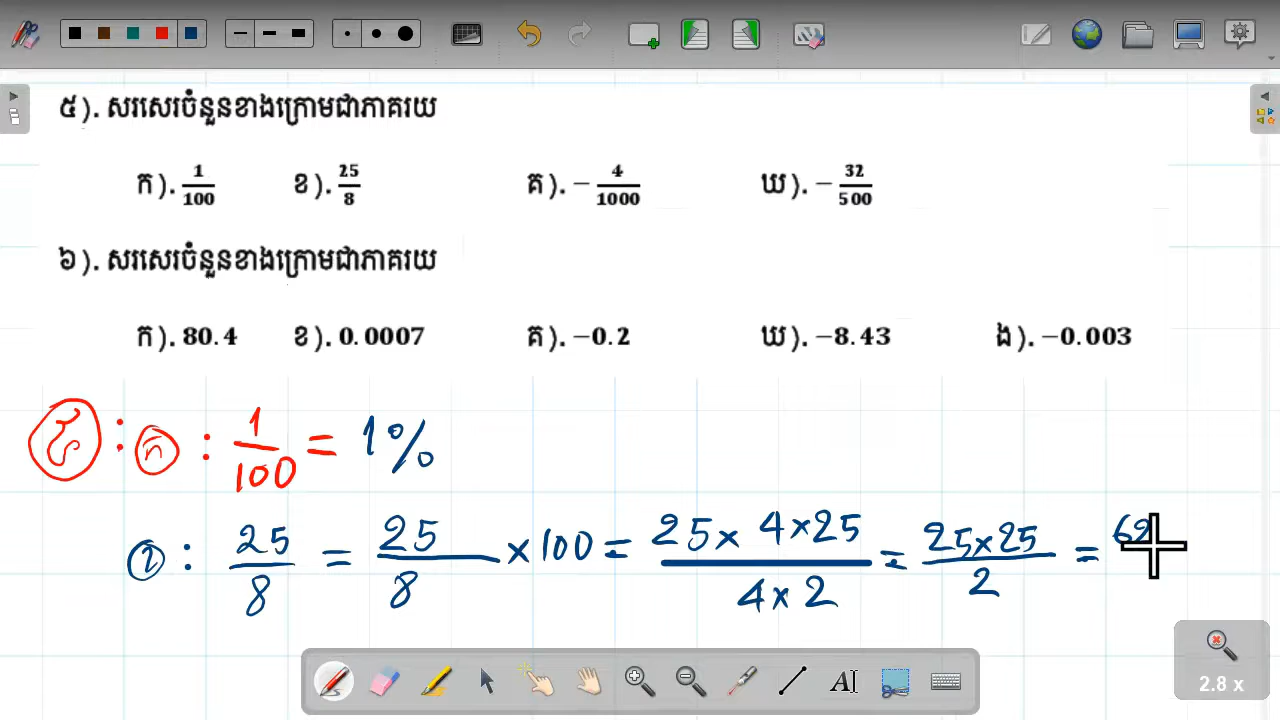 ៥). សរសេរចំនួនខាងក្រោមជាភាគរយ
ក). 1/100 ខ). 25/8 គ). − 4/1000 ឃ). − 32/500
៦). សរសេរចំនួនខាងក្រោមជាភាគរយ
ក). 80.4 ខ). 0.0007 គ). −0.2 ឃ). −8.43 ង). −0.003
: ក : 1/100 = 1%
ខ : 25/8 = 25/8 × 100 = 25 × 4 × 25 / 4 × 2 = 25 × 25 / 2 =
2.8 x